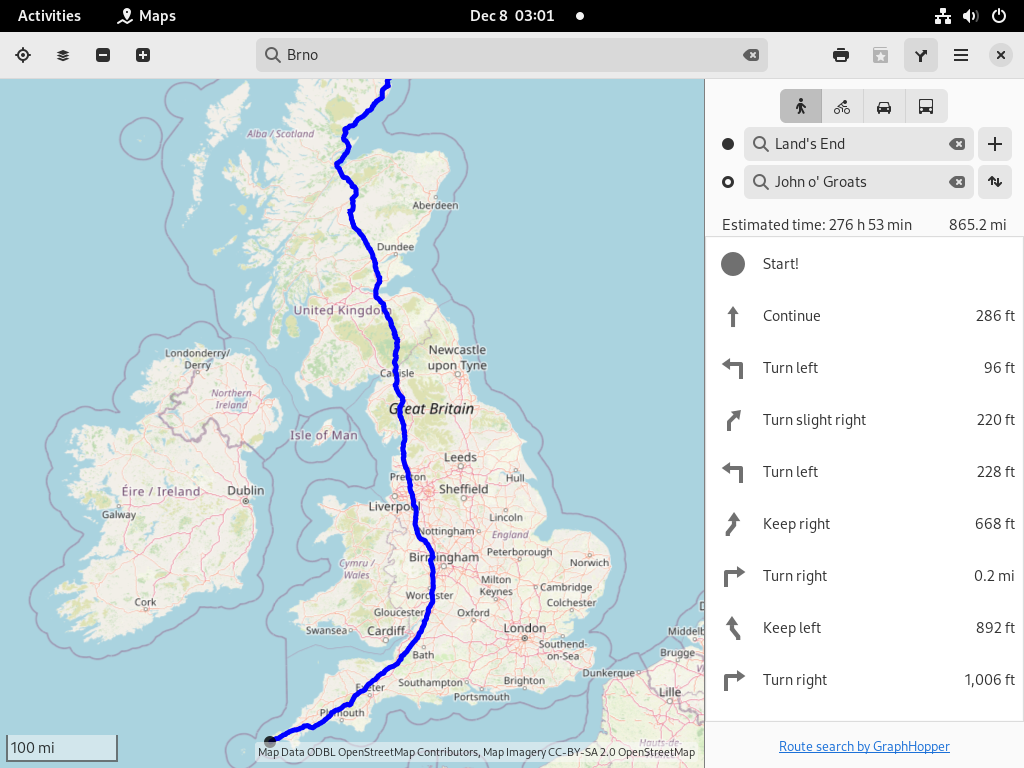 Activities
Maps
Dec 8 03:01
Brno
Land's End
John o' Groats
Estimated time: 276 h 53 min
865.2 mi
Start!
Continue
286 ft
Turn left
96 ft
Turn slight right
220 ft
Turn left
228 ft
Keep right
668 ft
Turn right
0.2 mi
Keep left
892 ft
Turn right
1,006 ft
Route search by GraphHopper
Alba / Scotland
Aberdeen
Dundee
United Kingdo
Londonderry/
Derry
Newcastle
upon Tyne
Carlisle
Northern
Ireland
Great Britain
Isle of Man
Leeds
Preston
Hull
Sheffield
Éire / Ireland
Dublin
Liverpool
Galway
Lincoln
Nottingham
England
Peterborough
Birmingham
Norwich
Cymru /
Wales
Milton
Keynes
Cambridge
Worcester
Colchester
Cork
Gloucester
Oxford
Swansea
Cardiff
London
Southend-
on-Sea
Middelb
Bath
Brugge
Dunkerque
Exeter
Southampton
Brighton
Lille
Portsmouth
Plymouth
Hauts-de-
100 mi
Map Data ODBL OpenStreetMap Contributors, Map Imagery CC-BY-SA 2.0 OpenStreetMap